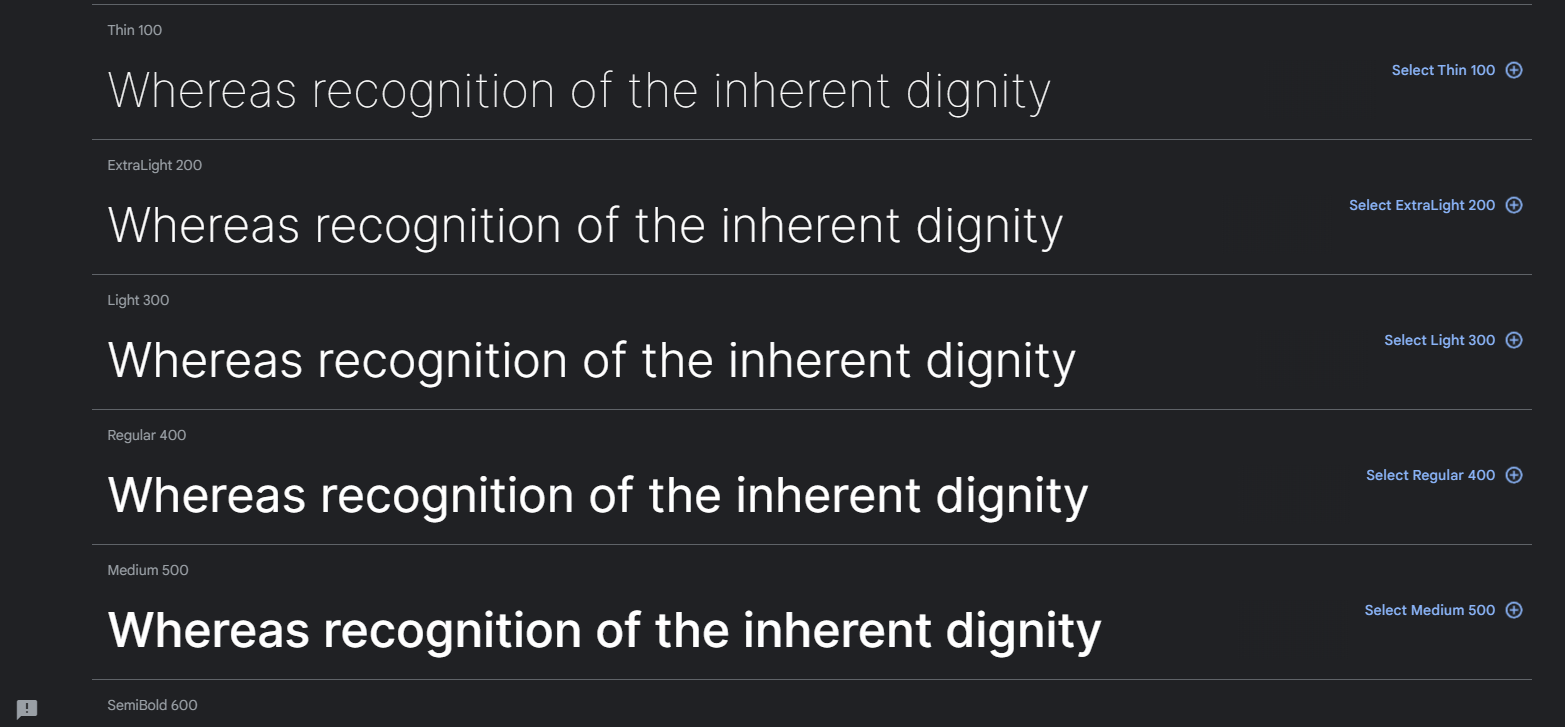 Thin 100
Whereas recognition of the inherent dignity
Select Thin 100
ExtraLight 200
Whereas recognition of the inherent dignity
Select ExtraLight 200
Light 300
Whereas recognition of the inherent dignity
Select Light 300
Regular 400
Whereas recognition of the inherent dignity
Select Regular 400
Medium 500
Whereas recognition of the inherent dignity
Select Medium 500
SemiBold 600